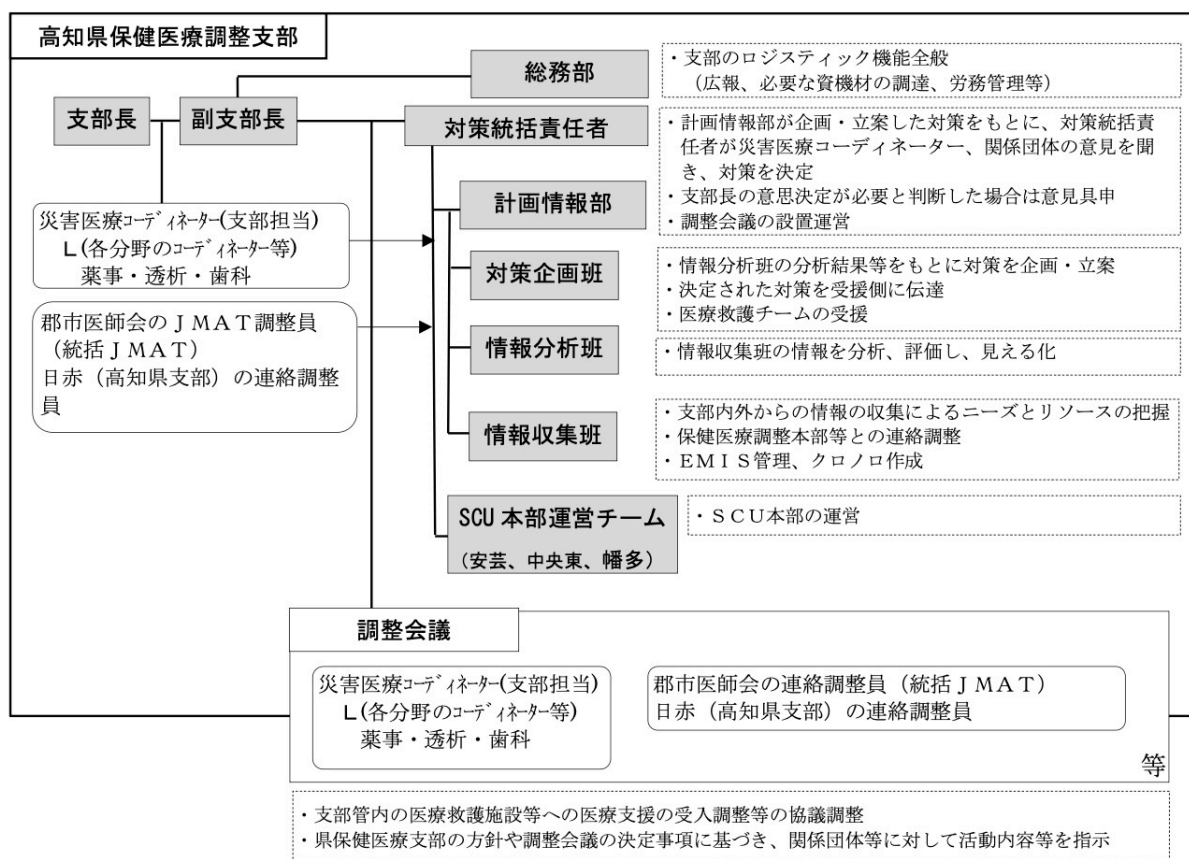 高知県保健医療調整支部
総務部
・支部のロジスティック機能全般
（広報、必要な資機材の調達、労務管理等）
支部長
副支部長
対策統括責任者
・計画情報部が企画・立案した対策をもとに、対策統括責
任者が災害医療コーディネーター、関係団体の意見を聞
き、対策を決定
・支部長の意思決定が必要と判断した場合は意見具申
・調整会議の設置運営
計画情報部
災害医療ｺｰﾃﾞｨﾈｰﾀｰ(支部担当)
L(各分野のｺｰﾃﾞｨﾈｰﾀｰ等)
薬事・透析・歯科
対策企画班
・情報分析班の分析結果等をもとに対策を企画・立案
・決定された対策を受援側に伝達
・医療救護チームの受援
郡市医師会のＪＭＡＴ調整員
（統括ＪＭＡＴ）
日赤（高知県支部）の連絡調整
員
情報分析班
・情報収集班の情報を分析、評価し、見える化
情報収集班
・支部内外からの情報の収集によるニーズとリソースの把握
・保健医療調整本部等との連絡調整
・ＥＭＩＳ管理、クロノロ作成
SCU本部運営チーム
（安芸、中央東、幡多）
・ＳＣＵ本部の運営
調整会議
災害医療ｺｰﾃﾞｨﾈｰﾀｰ(支部担当)
L(各分野のｺｰﾃﾞｨﾈｰﾀｰ等)
薬事・透析・歯科
郡市医師会の連絡調整員（統括ＪＭＡＴ）
日赤（高知県支部）の連絡調整員
等
・支部管内の医療救護施設等への医療支援の受入調整等の協議調整
・県保健医療支部の方針や調整会議の決定事項に基づき、関係団体等に対して活動内容等を指示